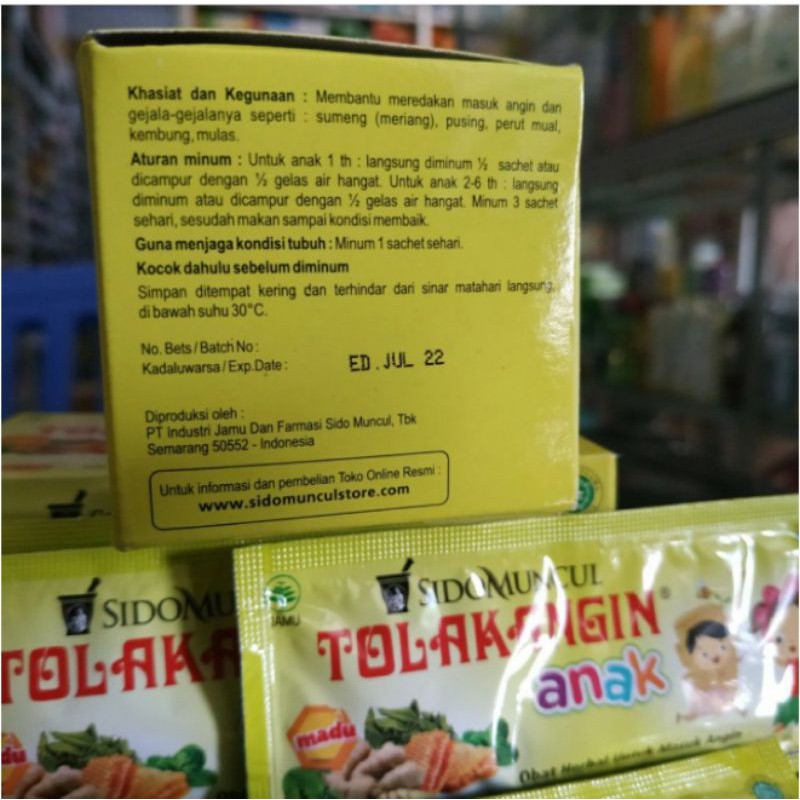 Khasiat dan Kegunaan : Membantu meredakan masuk angin dan
gejala-gejalanya seperti : sumeng (meriang), pusing, perut mual,
kembung, mulas.
Aturan minum : Untuk anak 1 th : langsung diminum ½ sachet atau
dicampur dengan ½ gelas air hangat. Untuk anak 2-6 th : langsung
diminum atau dicampur dengan ½ gelas air hangat. Minum 3 sachet
sehari, sesudah makan sampai kondisi membaik.
Guna menjaga kondisi tubuh : Minum 1 sachet sehari.
Kocok dahulu sebelum diminum
Simpan ditempat kering dan terhindar dari sinar matahari langsung,
di bawah suhu 30°C.
No. Bets / Batch No :
Kadaluwarsa / Exp.Date : ED . JUL 22
Diproduksi oleh :
PT Industri Jamu Dan Farmasi Sido Muncul, Tbk
Semarang 50552 - Indonesia
Untuk informasi dan pembelian Toko Online Resmi :
www.sidomunculstore.com
SIDOMU
TOLAKA
JAMU
SIDOMUNCUL
TOLAKANGIN®
anak
madu
Obat Herbal Untuk Masuk Angin